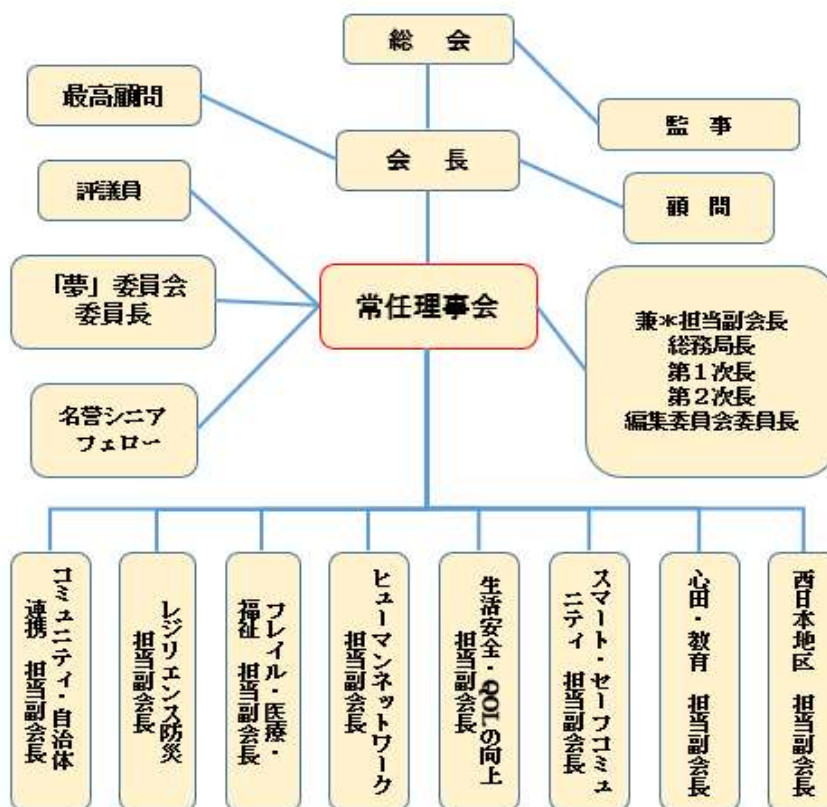 総 会
最高顧問
監 事
会 長
評議員
顧 問
「夢」委員会
委員長
常任理事会
兼*担当副会長
総務局長
第1次長
第2次長
編集委員会委員長
名誉シニア
フェロー
コミュニティ・自治体
連携 担当副会長
レジリエンス防災
担当副会長
フレイル・医療・
福祉 担当副会長
ヒューマンネットワーク
担当副会長
生活安全・QOLの向上
担当副会長
スマート・セーフコミュ
ニティ 担当副会長
心田・教育 担当副会長
西日本地区 担当副会長